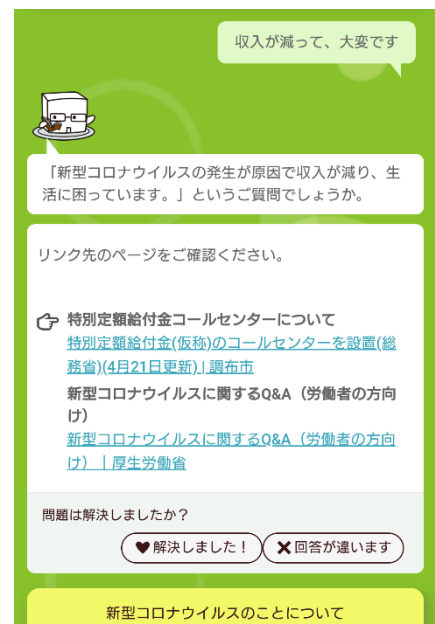 収入が減って、大変です
「新型コロナウイルスの発生が原因で収入が減り、生
活に困っています。」というご質問でしょうか。
リンク先のページをご確認ください。
特別定額給付金コールセンターについて
特別定額給付金(仮称)のコールセンターを設置(総
務省)(4月21日更新) | 調布市
新型コロナウイルスに関するQ&A（労働者の方向
け）
新型コロナウイルスに関するQ&A（労働者の方向
け）｜厚生労働省
問題は解決しましたか？
解決しました！
回答が違います
新型コロナウイルスのことについて